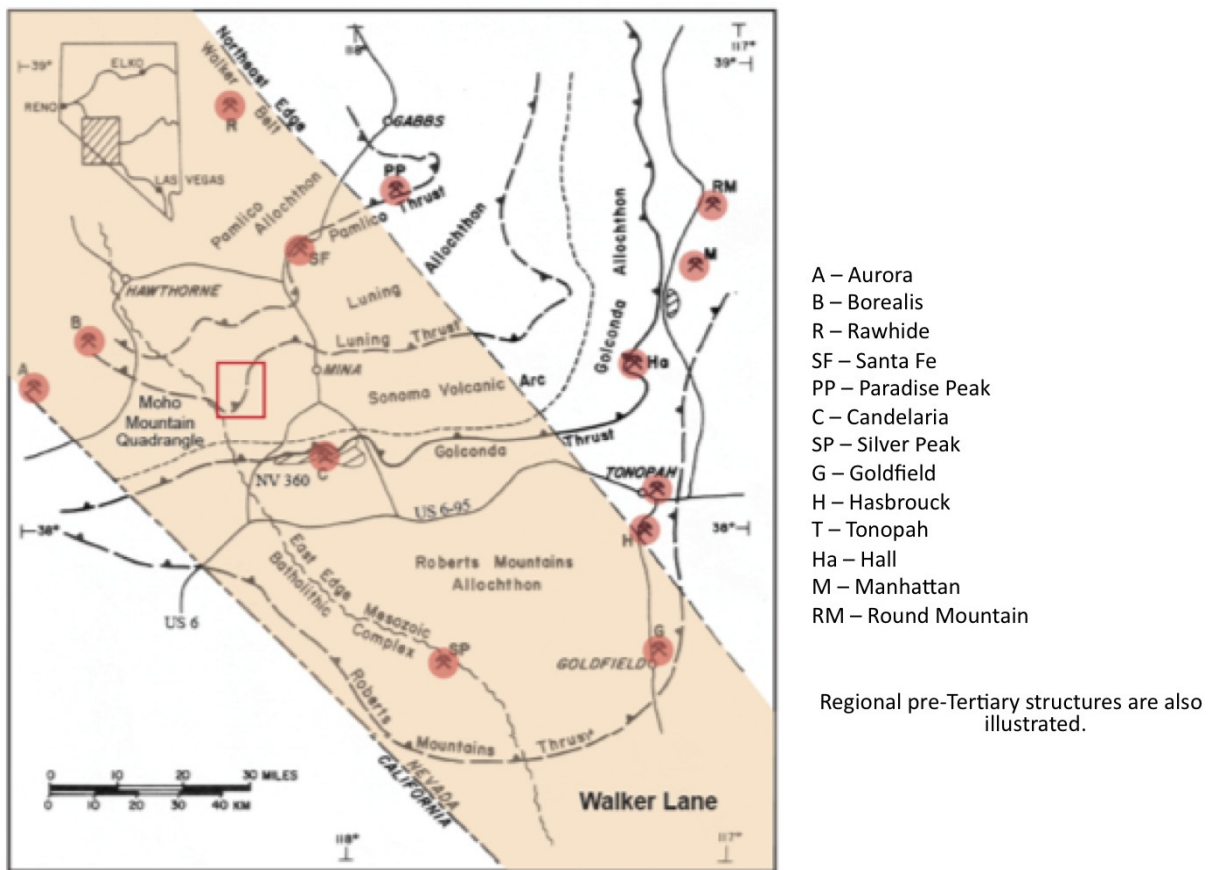 39°
ELKO
RENO
LAS VEGAS
Northeast Edge
Walker Belt
R
118°
117°
39°
GABBS
PP
Pamlico Thrust
Pamlico
Allochthon
SF
RM
M
Allochthon
Golconda Allochthon
HAWTHORNE
Luning
B
Luning Thrust
Ha
A
MINA
Sonoma Volcanic Arc
Moho
Mountain
Quadrangle
Golconda Thrust
C
NV 360
TONOPAH
US 6-95
38°
38°
H
East Edge
Batholithic
Mesozoic
Complex
Roberts Mountains
Allochthon
US 6
SP
G
GOLDFIELD
Roberts Mountains Thrust
NEVADA
CALIFORNIA
0 10 20 30 MILES
0 10 20 30 40 KM
Walker Lane
118°
117°
A – Aurora
B – Borealis
R – Rawhide
SF – Santa Fe
PP – Paradise Peak
C – Candelaria
SP – Silver Peak
G – Goldfield
H – Hasbrouck
T – Tonopah
Ha – Hall
M – Manhattan
RM – Round Mountain
Regional pre-Tertiary structures are also
illustrated.